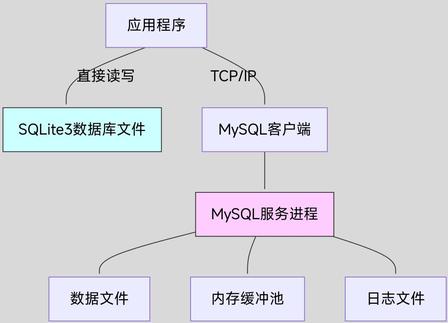 应用程序
直接读写
TCP/IP
SQLite3数据库文件
MySQL客户端
MySQL服务进程
数据文件
内存缓冲池
日志文件